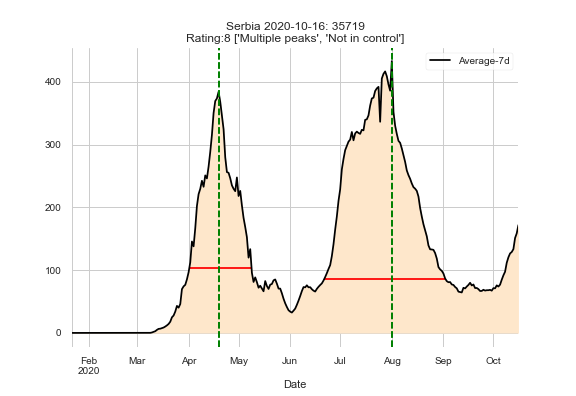 Serbia 2020-10-16: 35719
Rating:8 ['Multiple peaks', 'Not in control']
Average-7d
400
300
200
100
0
Feb Mar Apr May Jun Jul Aug Sep Oct
2020
Date